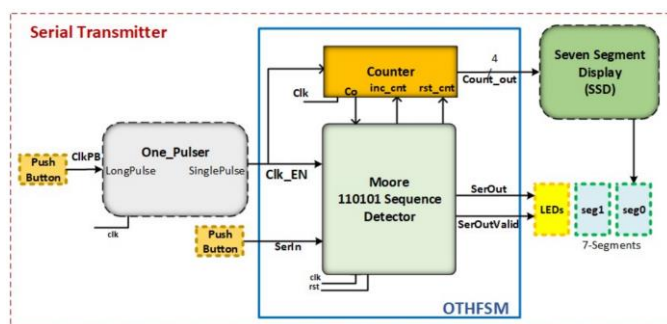 Serial Transmitter
Counter
4
Count_out
Seven Segment
Display
(SSD)
Clk
Co
inc_cnt
rst_cnt
One_Pulser
ClkPB
Push
Button
LongPulse
SinglePulse
Clk_EN
Moore
110101 Sequence
Detector
SerOut
SerOutValid
LEDs
seg1
seg0
7-Segments
clk
Push
Button
SerIn
clk
rst
OTHFSM